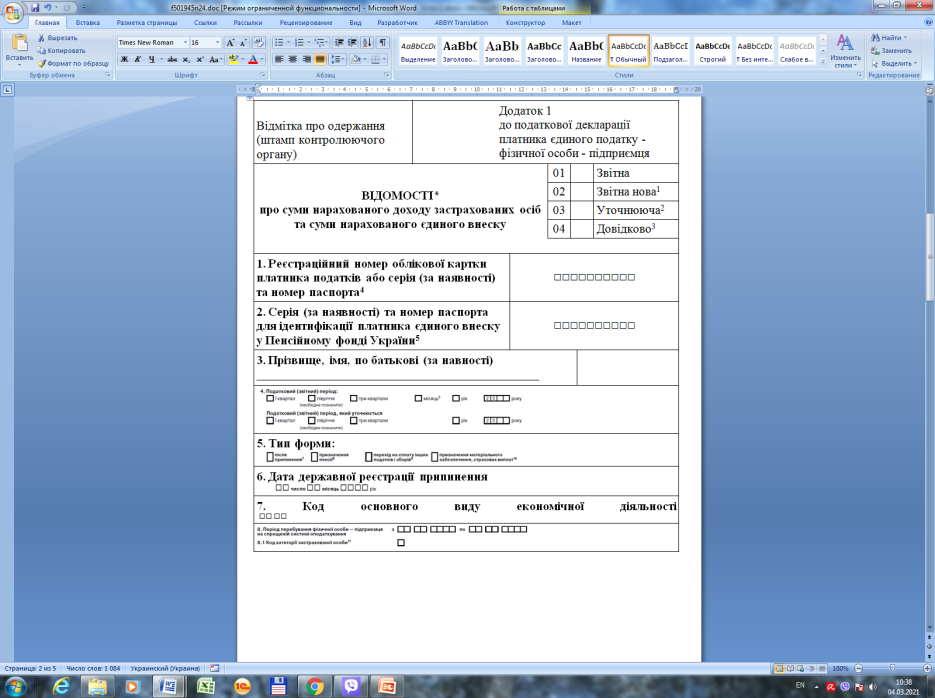 f501945n24.doc [Режим ограниченной функциональности] - Microsoft Word
Работа с таблицами
Главная Вставка Разметка страницы Ссылки Рассылки Рецензирование Вид Разработчик ABBYY Translation Конструктор Макет
Вставить
Вырезать
Копировать
Формат по образцу
Буфер обмена
Times New Roman 16
Шрифт
Абзац
AaBbCcDc AaBbC AaBb AaBbCc AaBbC AaBbCcDc AaBbCcI AaBbCcDc AaBbCcDc AaBbCcDc
Выделение Заголово... Заголово... Заголово... Название Т Обычный Подзагол... Строгий Т Без инте... Слабое в...
Стили
Изменить стили
Найти
Заменить
Выделить
Редактирование
Відмітка про одержання
(штамп контролюючого
органу)
Додаток 1
до податкової декларації
платника єдиного податку -
фізичної особи - підприємця
ВІДОМОСТІ*
про суми нарахованого доходу застрахованих осіб
та суми нарахованого єдиного внеску
01 Звітна
02 Звітна нова¹
03 Уточнююча²
04 Довідково³
1. Реєстраційний номер облікової картки
платника податків або серія (за наявності)
та номер паспорта⁴
□□□□□□□□□□
2. Серія (за наявності) та номер паспорта
для ідентифікації платника єдиного внеску
у Пенсійному фонді України⁵
□□□□□□□□□□
3. Прізвище, імя, по батькові (за навності)
4. Податковий (звітний) період:
І квартал півріччя три квартали місяць рік 2 0 року
(необхідне позначити)
Податковий (звітний) період, який уточнюється
І квартал півріччя три квартали рік 2 0 року
(необхідне позначити)
5. Тип форми:
після припинення призначення пенсії перехід на сплату інших податків і зборів призначення матеріального забезпечення, страхових виплат
6. Дата державної реєстрації припинення
□□ число □□ місяць □□□□ рік
7. Код основного виду економічної діяльності
□□ □□
8. Період перебування фізичної особи – підприємця
на спрощеній системі оподаткування
з по
8.1 Код категорії застрахованої особи
Страница: 2 из 5 Число слов: 1 084 Украинский (Украина) 100%
EN 10:38
04.03.2021